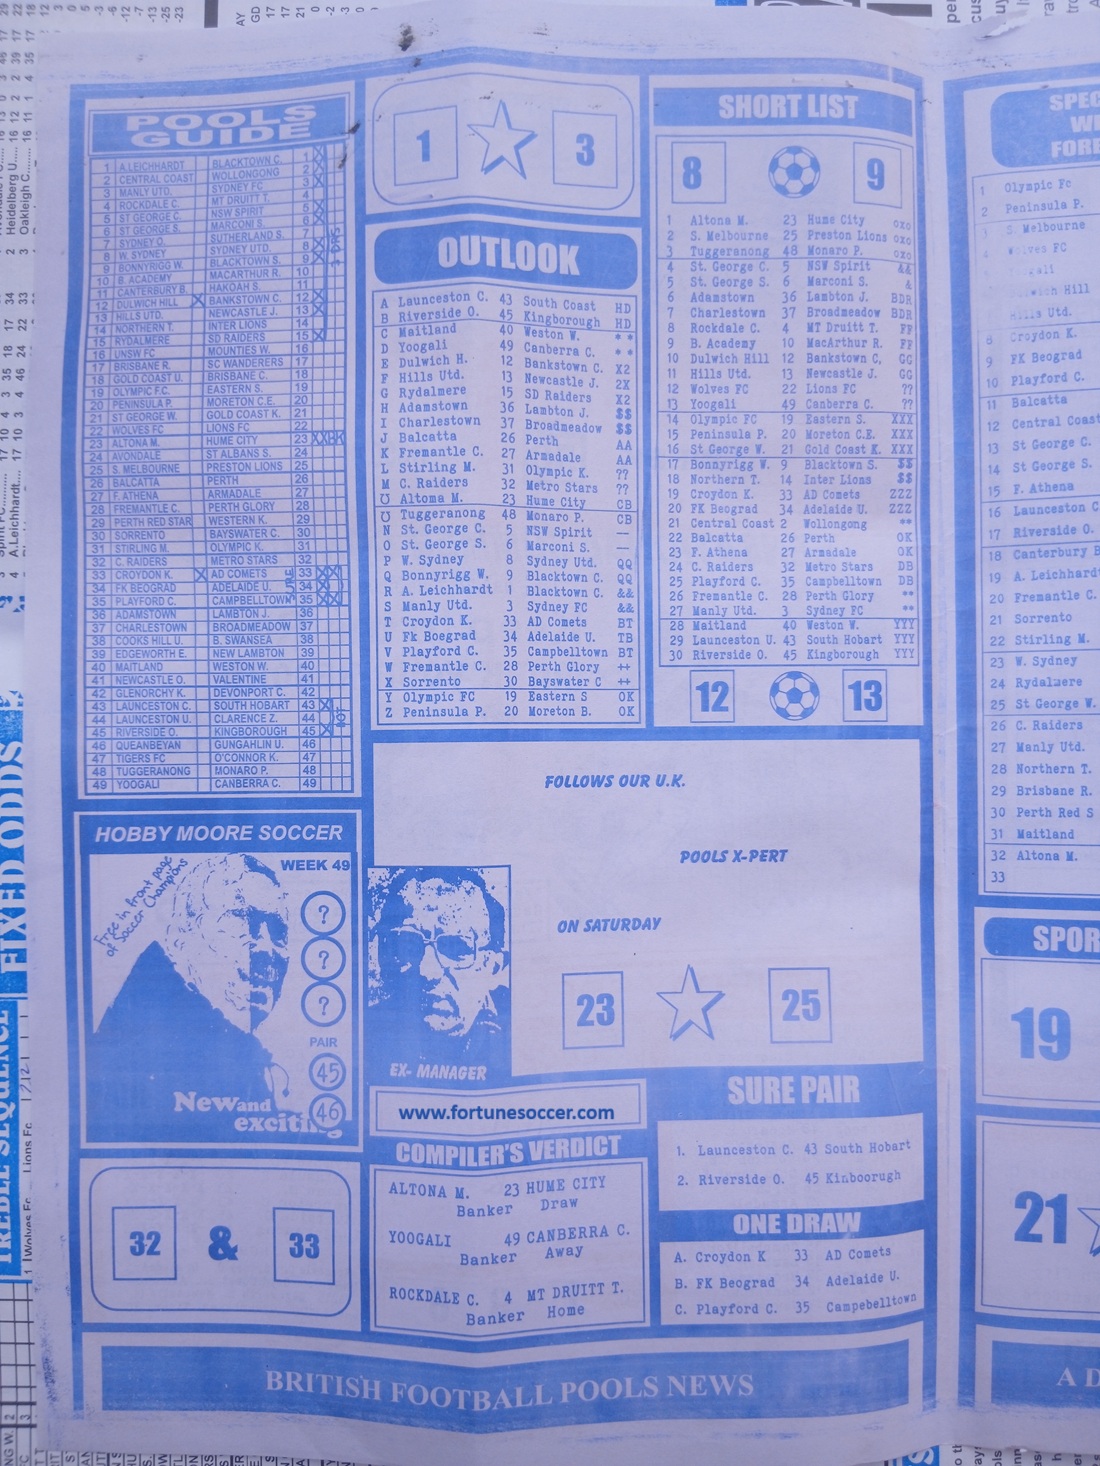 POOLS
GUIDE
1 A.LEICHHARDT BLACKTOWN C. 1
2 CENTRAL COAST WOLLONGONG 2
3 MANLY UTD. SYDNEY FC 3
4 ROCKDALE C. MT DRUITT T. 4
5 ST GEORGE C. NSW SPIRIT 5
6 ST GEORGE S. MARCONI S. 6
7 SYDNEY O. SUTHERLAND S. 7
8 W. SYDNEY SYDNEY UTD. 8
9 BONNYRIGG W. BLACKTOWN S. 9
10 B. ACADEMY MACARTHUR R. 10
11 CANTERBURY B. HAKOAH S. 11
12 DULWICH HILL X BANKSTOWN C. 12
13 HILLS UTD. NEWCASTLE J. 13
14 NORTHERN T. INTER LIONS 14
15 RYDALMERE SD RAIDERS 15
16 UNSW FC MOUNTIES W. 16
17 BRISBANE R. SC WANDERERS 17
18 GOLD COAST U. BRISBANE C. 18
19 OLYMPIC F.C. EASTERN S. 19
20 PENINSULA P. MORETON C.E. 20
21 ST GEORGE W. GOLD COAST K. 21
22 WOLVES FC LIONS FC 22
23 ALTONA M. HUME CITY 23
24 AVONDALE ST ALBANS S. 24
25 S. MELBOURNE PRESTON LIONS 25
26 BALCATTA PERTH 26
27 F. ATHENA ARMADALE 27
28 FREMANTLE C. PERTH GLORY 28
29 PERTH RED STAR WESTERN K. 29
30 SORRENTO BAYSWATER C. 30
31 STIRLING M. OLYMPIC K. 31
32 C. RAIDERS METRO STARS 32
33 CROYDON K. X AD COMETS 33
34 FK BEOGRAD ADELAIDE U. 34
35 PLAYFORD C. CAMPBELLTOWN 35
36 ADAMSTOWN LAMBTON J. 36
37 CHARLESTOWN BROADMEADOW 37
38 COOKS HILL U. B. SWANSEA 38
39 EDGEWORTH E. NEW LAMBTON 39
40 MAITLAND WESTON W. 40
41 NEWCASTLE O. VALENTINE 41
42 GLENORCHY K. DEVONPORT C. 42
43 LAUNCESTON C. SOUTH HOBART 43
44 LAUNCESTON U. CLARENCE Z. 44
45 RIVERSIDE O. KINGBOROUGH 45
46 QUEANBEYAN GUNGAHLIN U. 46
47 TIGERS FC O'CONNOR K. 47
48 TUGGERANONG MONARO P. 48
49 YOOGALI CANBERRA C. 49
HOBBY MOORE SOCCER
WEEK 49
Free in front page
of Soccer Champions
?
?
?
PAIR
45
46
New and
exciting
32 & 33
1 3
OUTLOOK
A Launceston C. 43 South Coast HD
B Riverside O. 45 Kingborough HD
C Maitland 40 Weston W. * *
D Yoogali 49 Canberra C. * *
E Dulwich H. 12 Bankstown C. X2
F Hills Utd. 13 Newcastle J. 2X
G Rydalmere 15 SD Raiders X2
H Adamstown 36 Lambton J. $$
I Charlestown 37 Broadmeadow $$
J Balcatta 26 Perth AA
K Fremantle C. 27 Armadale AA
L Stirling M. 31 Olympic K. ??
M C. Raiders 32 Metro Stars ??
Ʊ Altoma M. 23 Hume City CB
Ʊ Tuggeranong 48 Monaro P. CB
N St. George C. 5 NSW Spirit —
O St. George S. 6 Marconi S. —
P W. Sydney 8 Sydney Utd. QQ
Q Bonnyrigg W. 9 Blacktown C. QQ
R A. Leichhardt 1 Blacktown C. &&
S Manly Utd. 3 Sydney FC &&
T Croydon K. 33 AD Comets BT
U Fk Boegrad 34 Adelaide U. TB
V Playford C. 35 Campbelltown BT
W Fremantle C. 28 Perth Glory ++
X Sorrento 30 Bayswater C ++
Y Olympic FC 19 Eastern S OK
Z Peninsula P. 20 Moreton B. OK
SHORT LIST
8 9
1 Altona M. 23 Hume City oxo
2 S. Melbourne 25 Preston Lions oxo
3 Tuggeranong 48 Monaro P. oxo
4 St. George C. 5 NSW Spirit &&
5 St. George S. 6 Marconi S. &
6 Adamstown 36 Lambton J. BDR
7 Charlestown 37 Broadmeadow BDR
8 Rockdale C. 4 MT Druitt T. FF
9 B. Academy 10 MacArthur R. FF
10 Dulwich Hill 12 Bankstown C, GG
11 Hills Utd. 13 Newcastle J. GG
12 Wolves FC 22 Lions FC ??
13 Yoogali 49 Canberra C. ??
14 Olympic FC 19 Eastern S. XXX
15 Peninsula P. 20 Moreton C.E. XXX
16 St George W. 21 Gold Coast K. XXX
17 Bonnyrigg W. 9 Blacktown S. $$
18 Northern T. 14 Inter Lions $$
19 Croydon K. 33 AD Comets ZZZ
20 FK Beograd 34 Adelaide U. ZZZ
21 Central Coast 2 Wollongong **
22 Balcatta 26 Perth OK
23 F. Athena 27 Armadale OK
24 C. Raiders 32 Metro Stars DB
25 Playford C. 35 Campbelltown DB
26 Fremantle C. 28 Perth Glory **
27 Manly Utd. 3 Sydney FC **
28 Maitland 40 Weston W. YYY
29 Launceston U. 43 South Hobart YYY
30 Riverside O. 45 Kingborough YYY
12 13
FOLLOWS OUR U.K.
POOLS X-PERT
ON SATURDAY
23 25
EX- MANAGER
www.fortunesoccer.com
COMPILER'S VERDICT
ALTONA M. 23 HUME CITY
Banker Draw
YOOGALI 49 CANBERRA C.
Banker Away
ROCKDALE C. 4 MT DRUITT T.
Banker Home
SURE PAIR
1. Launceston C. 43 South Hobart
2. Riverside O. 45 Kinboorugh
ONE DRAW
A. Croydon K 33 AD Comets
B. FK Beograd 34 Adelaide U.
C. Playford C. 35 Campebelltown
BRITISH FOOTBALL POOLS NEWS
SPEC
WE
FORE
1 Olympic Fc
2 Peninsula P.
3 S. Melbourne
Wolves FC
Hill
Hills Utd.
8 Croydon K.
9 FK Beograd
10 Playford C.
11 Balcatta
12 Central Coast
13 St George C.
14 St George S.
15 F. Athena
16 Launceston C
17 Riverside O.
18 Canterbury B
19 A. Leichhardt
20 Fremantle C.
21 Sorrento
22 Stirling M.
23 W. Sydney
24 Rydalmere
25 St George W.
26 C. Raiders
27 Manly Utd.
28 Northern T.
29 Brisbane R.
30 Perth Red S
31 Maitland
32 Altona M.
33
SPOR
19
21
A D
FIXED ODDS
TREBLE SEQUENCE
1 Wolves Fc Lions Fc
2 Heidelberg U.
3 Oakleigh C.
4 A.Leichhardt